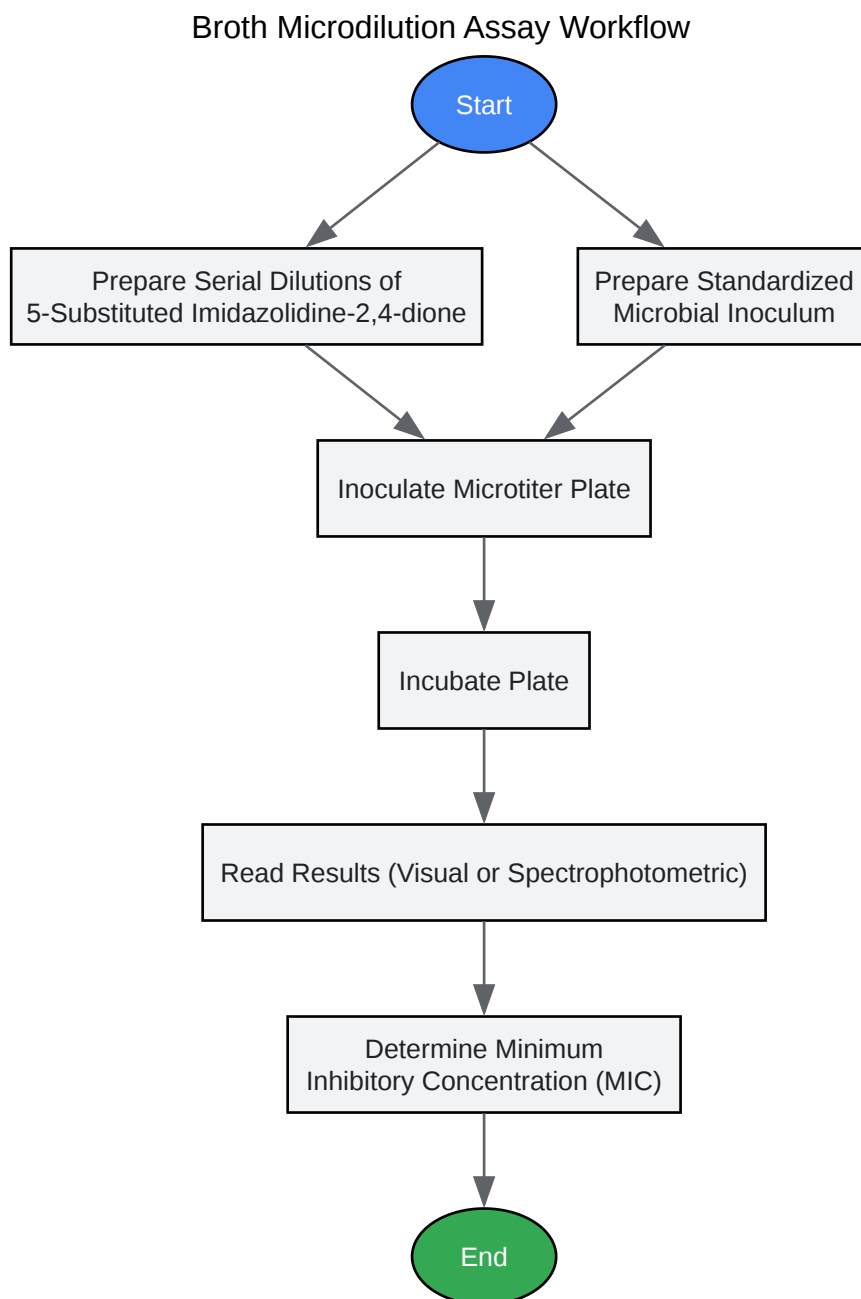 Broth Microdilution Assay Workflow
Start
Prepare Serial Dilutions of
5-Substituted Imidazolidine-2,4-dione
Prepare Standardized
Microbial Inoculum
Inoculate Microtiter Plate
Incubate Plate
Read Results (Visual or Spectrophotometric)
Determine Minimum
Inhibitory Concentration (MIC)
End